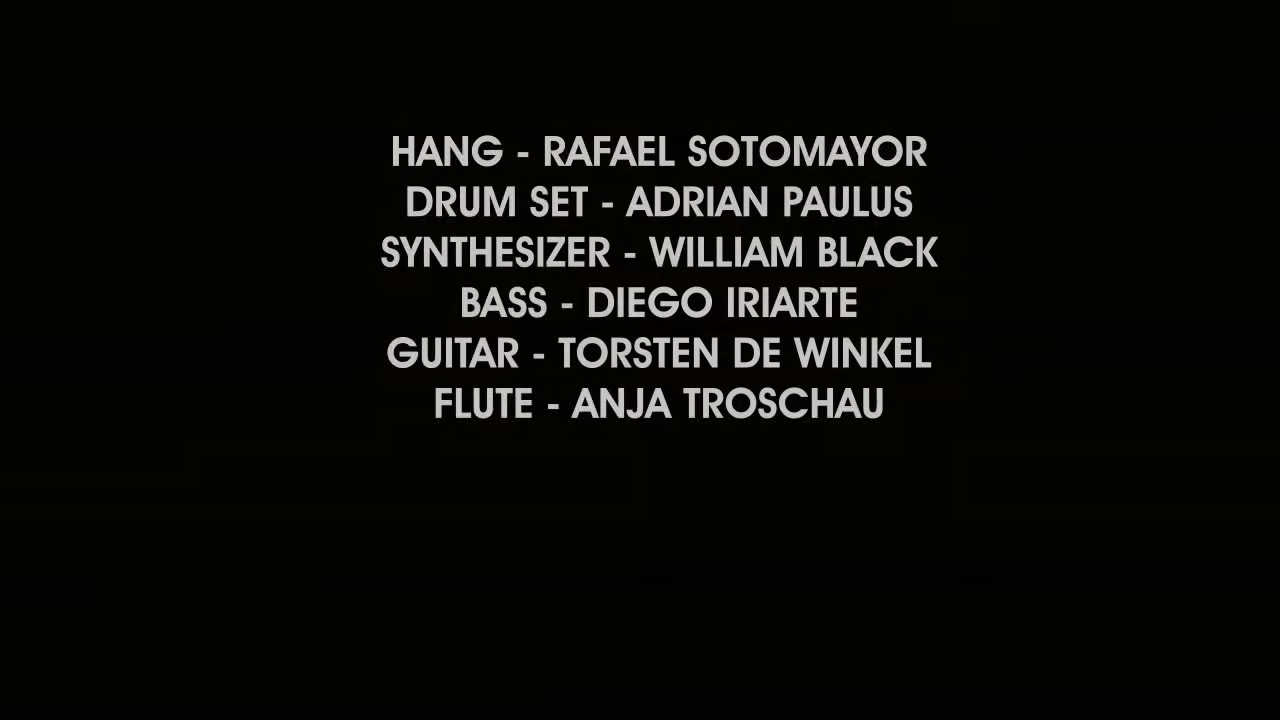 HANG - RAFAEL SOTOMAYOR
DRUM SET - ADRIAN PAULUS
SYNTHESIZER - WILLIAM BLACK
BASS - DIEGO IRIARTE
GUITAR - TORSTEN DE WINKEL
FLUTE - ANJA TROSCHAU